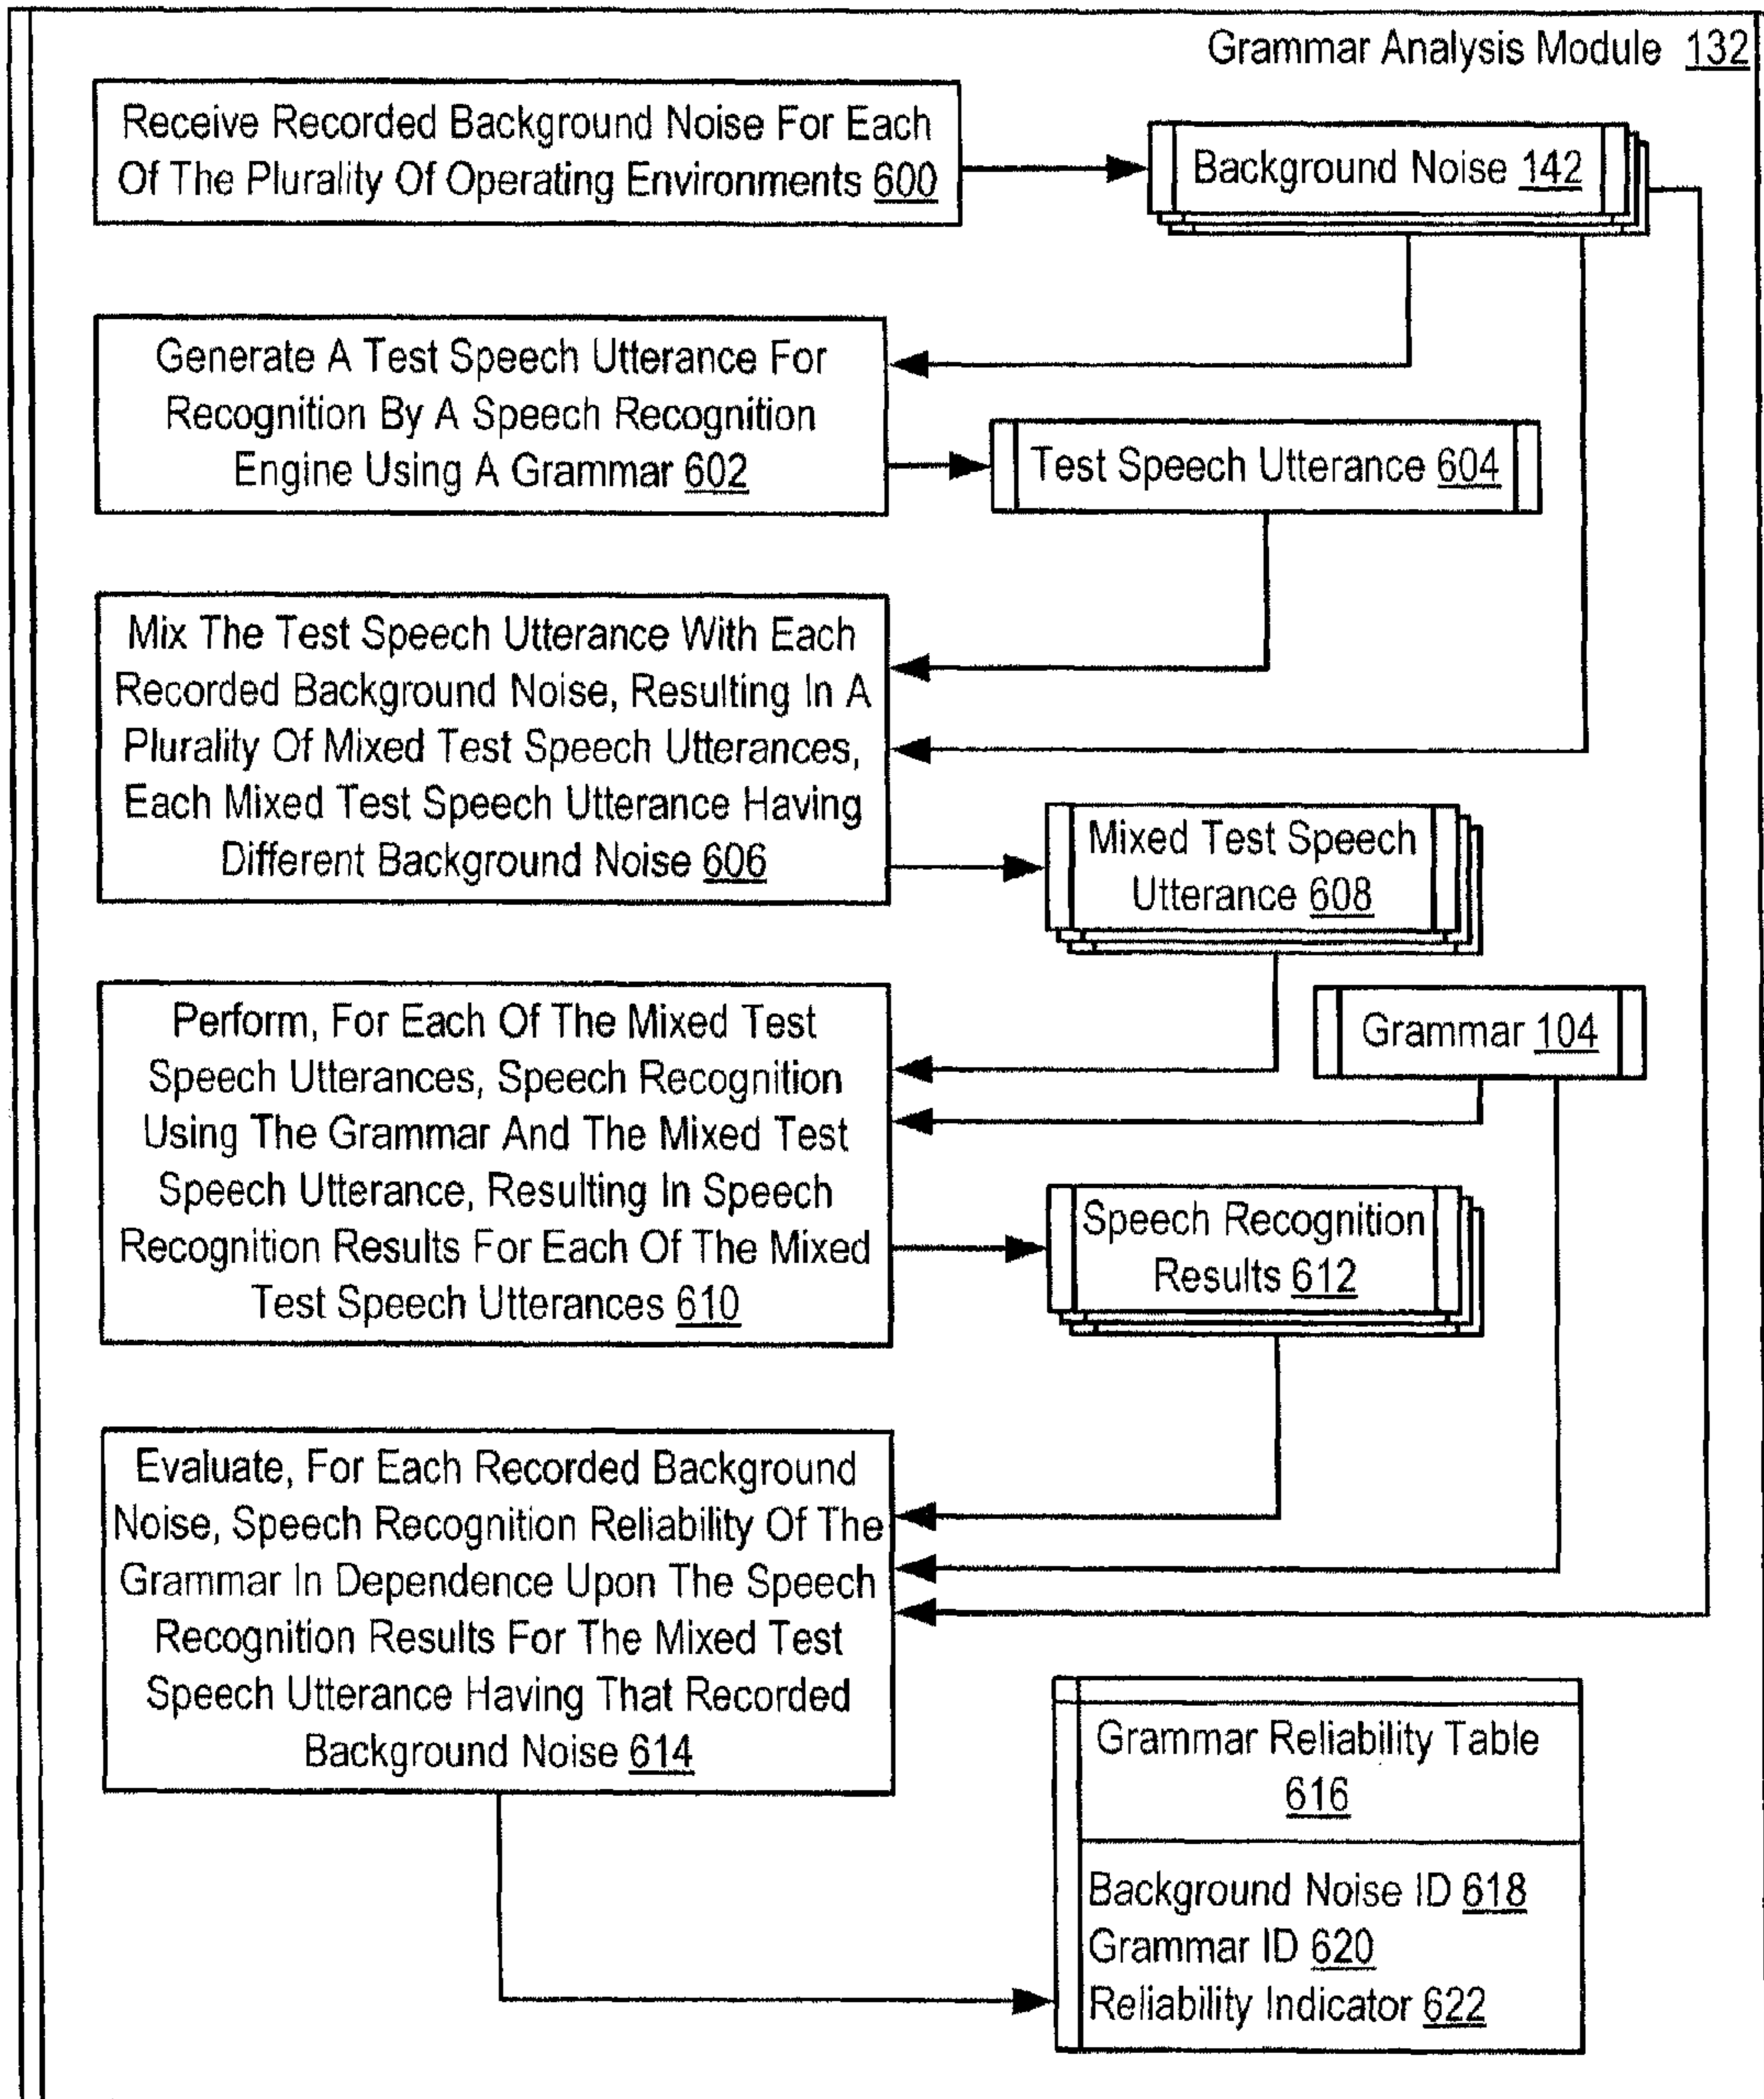 Grammar Analysis Module 132
Receive Recorded Background Noise For Each
Of The Plurality Of Operating Environments 600
Background Noise 142
Generate A Test Speech Utterance For
Recognition By A Speech Recognition
Engine Using A Grammar 602
Test Speech Utterance 604
Mix The Test Speech Utterance With Each
Recorded Background Noise, Resulting In A
Plurality Of Mixed Test Speech Utterances,
Each Mixed Test Speech Utterance Having
Different Background Noise 606
Mixed Test Speech
Utterance 608
Perform, For Each Of The Mixed Test
Speech Utterances, Speech Recognition
Using The Grammar And The Mixed Test
Speech Utterance, Resulting In Speech
Recognition Results For Each Of The Mixed
Test Speech Utterances 610
Grammar 104
Speech Recognition
Results 612
Evaluate, For Each Recorded Background
Noise, Speech Recognition Reliability Of The
Grammar In Dependence Upon The Speech
Recognition Results For The Mixed Test
Speech Utterance Having That Recorded
Background Noise 614
Grammar Reliability Table
616
Background Noise ID 618
Grammar ID 620
Reliability Indicator 622